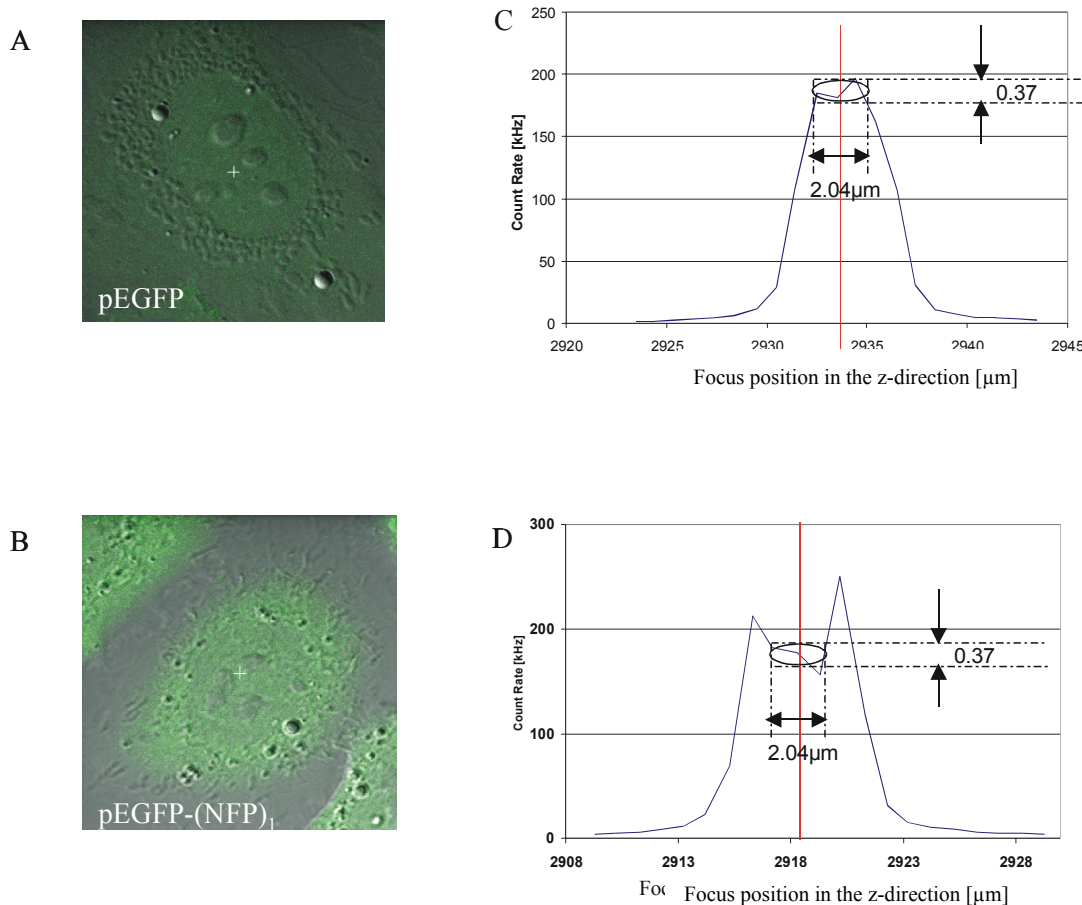 A
pEGFP
C
Count Rate [kHz]
250
200
150
100
50
0
0.37
2.04µm
2920 2925 2930 2935 2940 2945
Focus position in the z-direction [µm]
B
pEGFP-(NFP)1
D
Count Rate [kHz]
300
200
100
0
0.37
2.04µm
2908 2913 2918 2923 2928
Foc Focus position in the z-direction [µm]